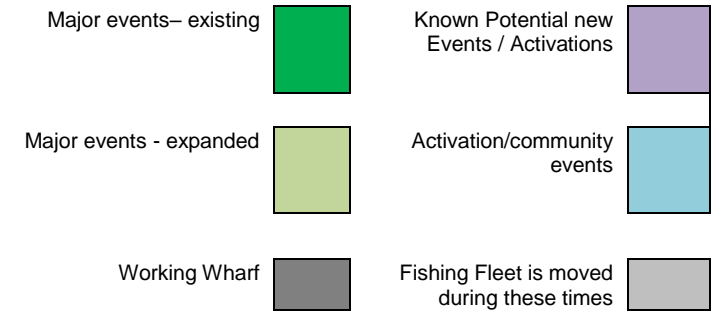 Major events– existing
Known Potential new
Events / Activations
Major events - expanded
Activation/community
events
Working Wharf
Fishing Fleet is moved
during these times